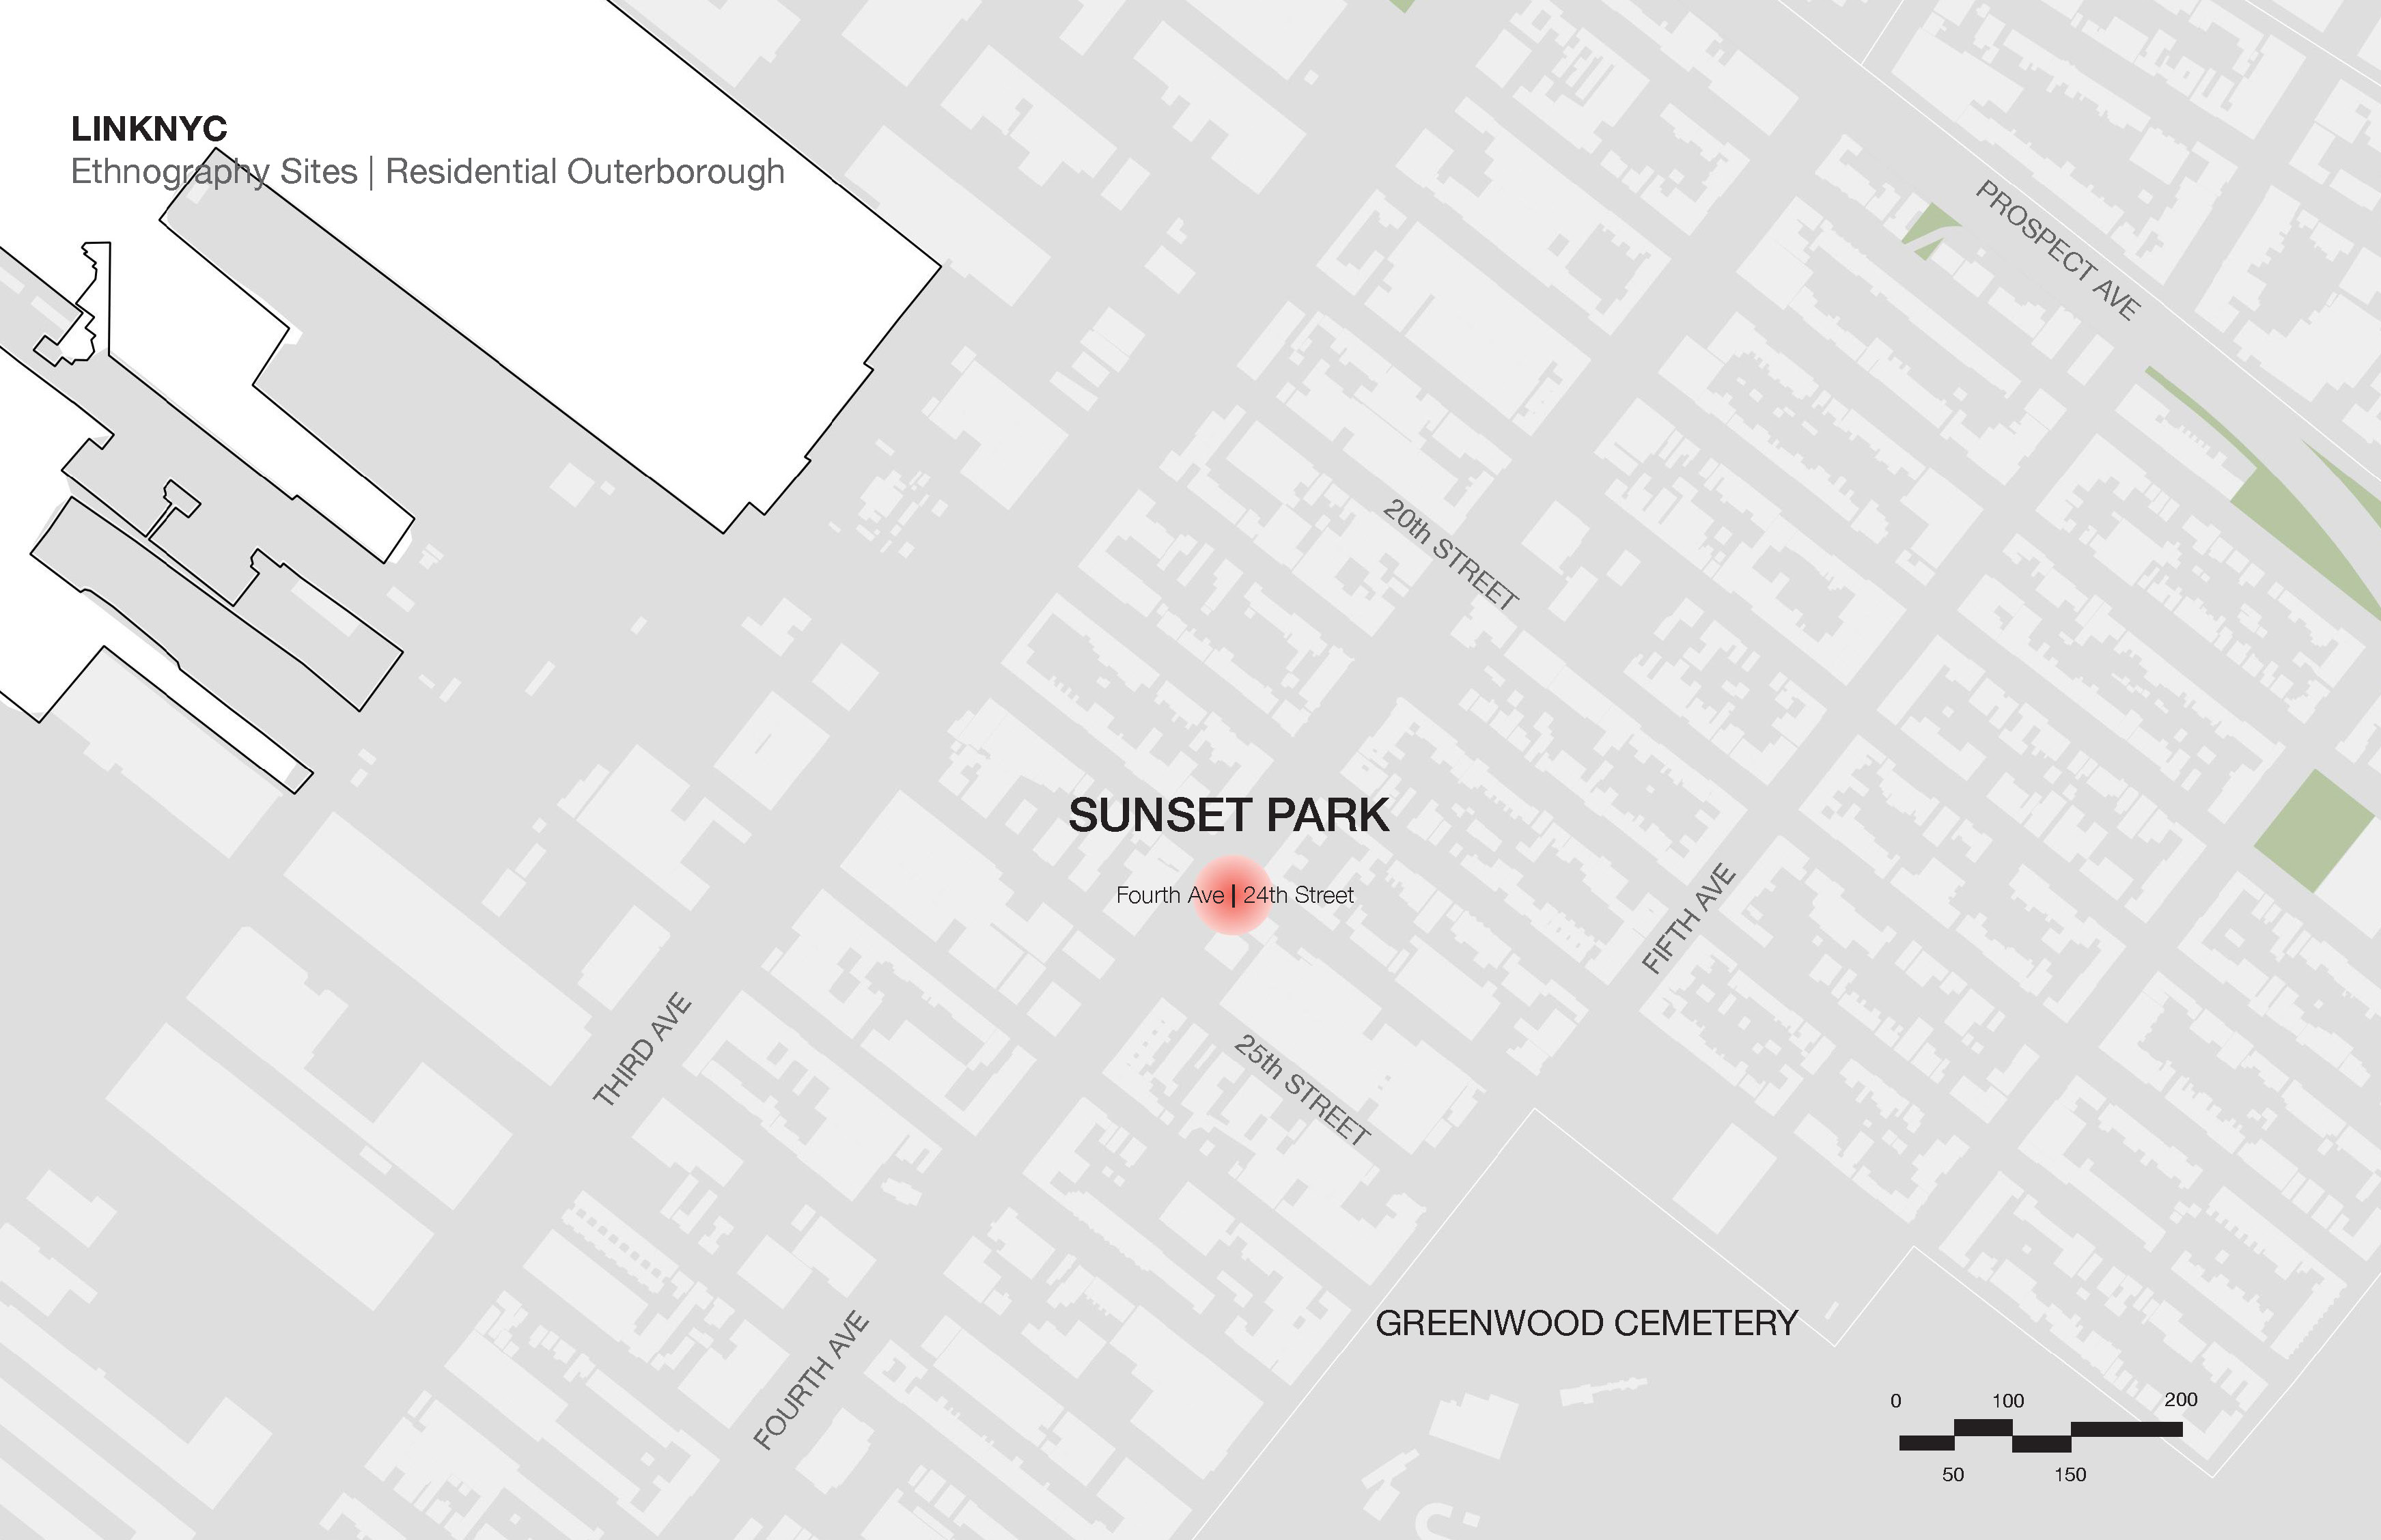 LINKNYC
Ethnography Sites | Residential Outerborough
PROSPECT AVE
20th STREET
SUNSET PARK
Fourth Ave | 24th Street
FIFTH AVE
THIRD AVE
25th STREET
FOURTH AVE
GREENWOOD CEMETERY
0 100 200
50 150